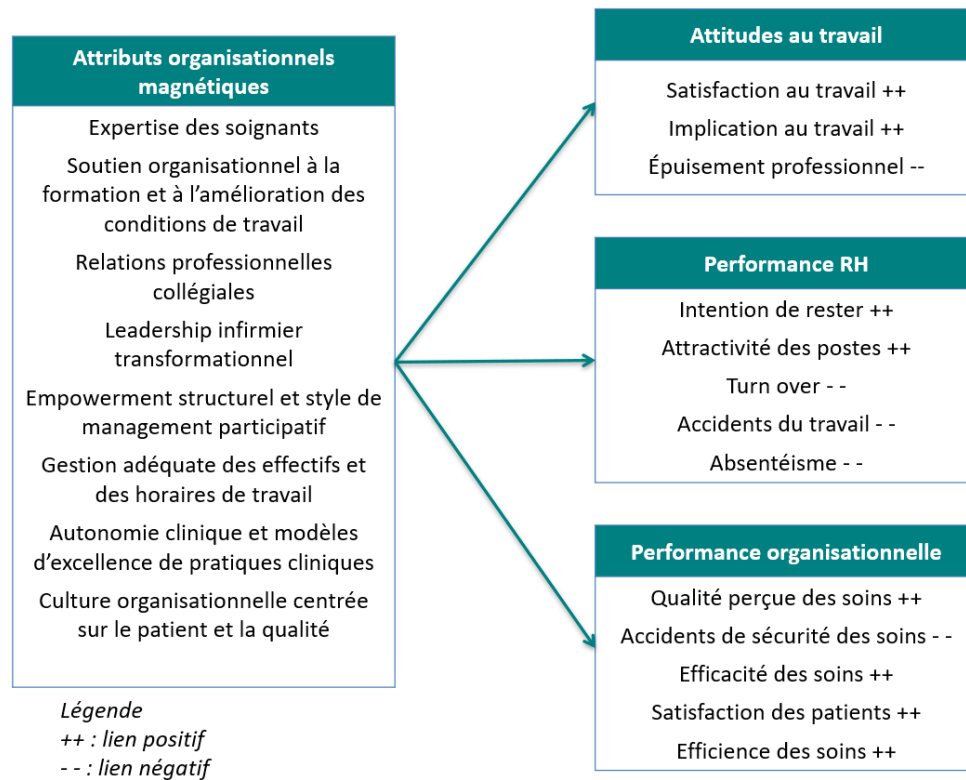 Attributs organisationnels
magnétiques
Expertise des soignants
Soutien organisationnel à la
formation et à l'amélioration des
conditions de travail
Relations professionnelles
collégiales
Leadership infirmier
transformationnel
Empowerment structurel et style de
management participatif
Gestion adéquate des effectifs et
des horaires de travail
Autonomie clinique et modèles
d'excellence de pratiques cliniques
Culture organisationnelle centrée
sur le patient et la qualité
Légende
++ : lien positif
- - : lien négatif
Attitudes au travail
Satisfaction au travail ++
Implication au travail ++
Épuisement professionnel --
Performance RH
Intention de rester ++
Attractivité des postes ++
Turn over - -
Accidents du travail - -
Absentéisme - -
Performance organisationnelle
Qualité perçue des soins ++
Accidents de sécurité des soins - -
Efficacité des soins ++
Satisfaction des patients ++
Efficience des soins ++